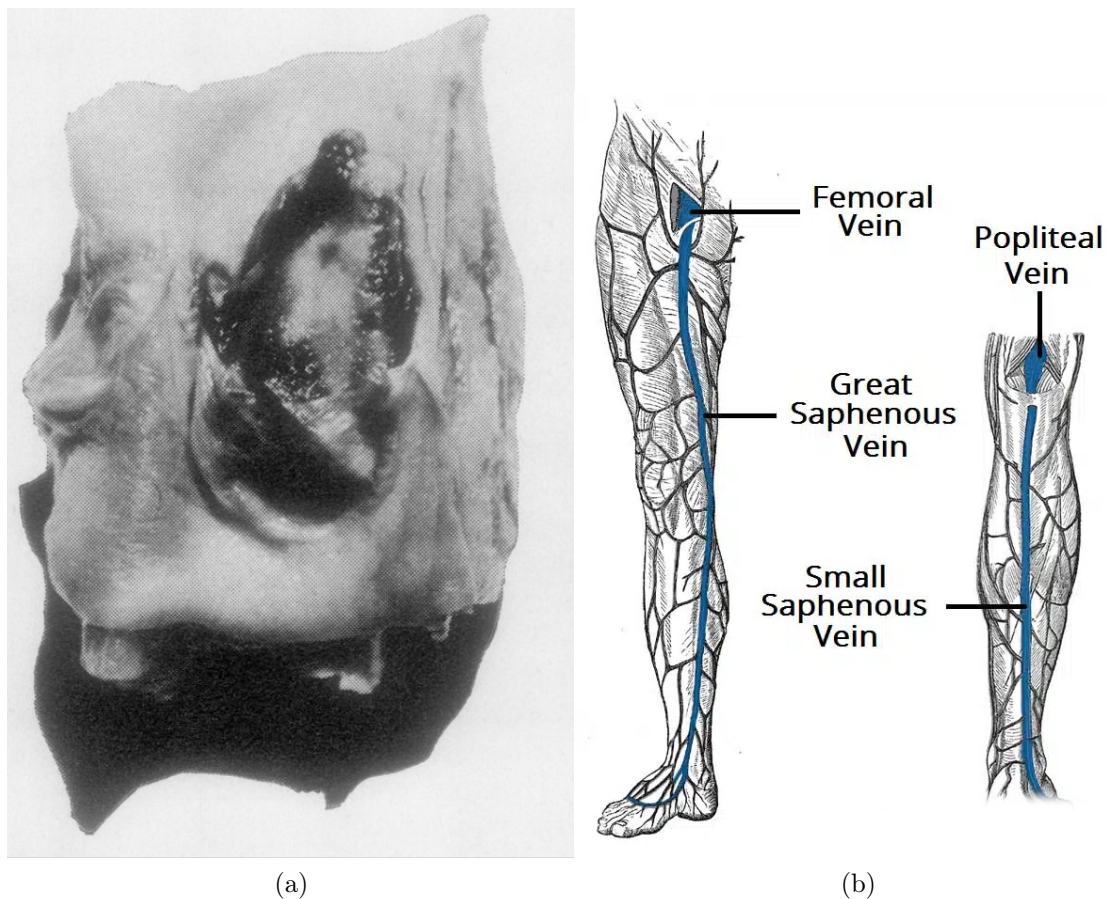 Femoral
Vein
Popliteal
Vein
Great
Saphenous
Vein
Small
Saphenous
Vein
(a)
(b)